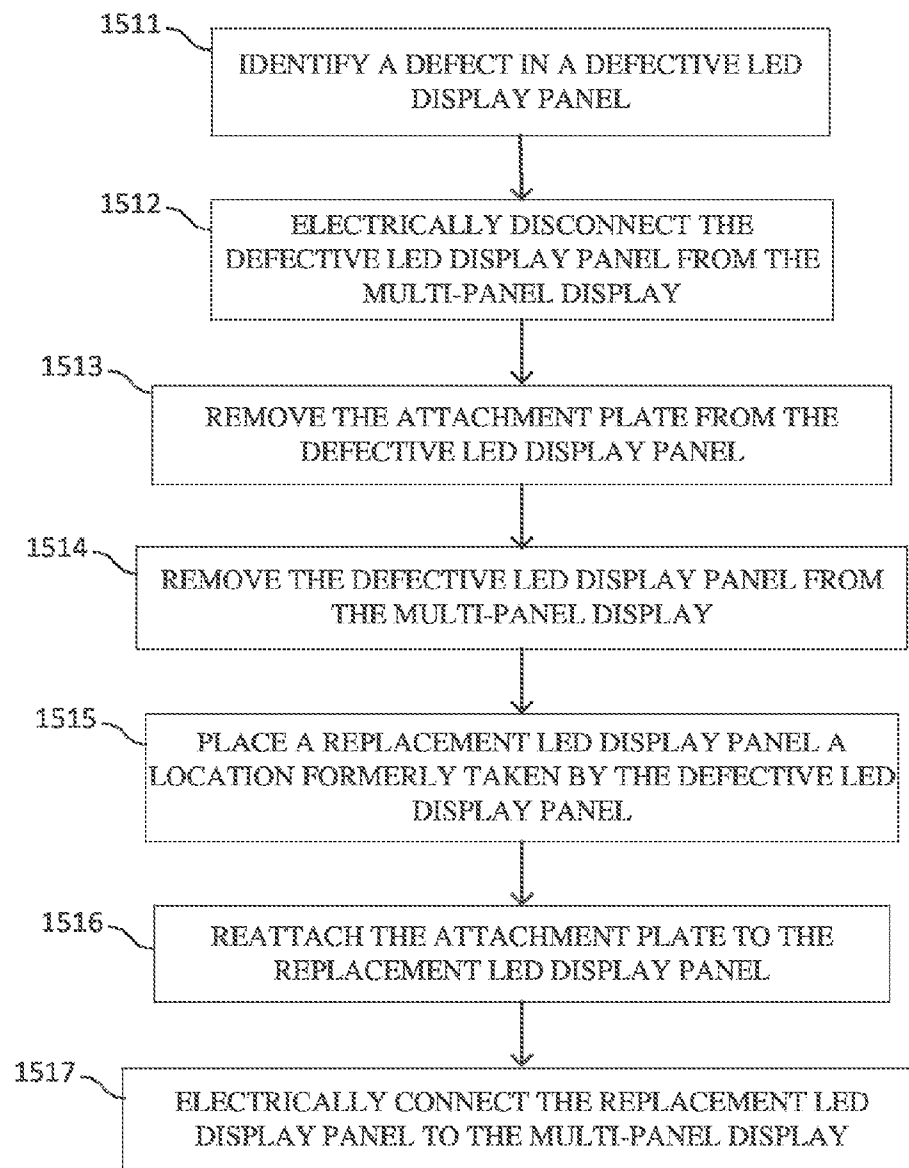 1511
IDENTIFY A DEFECT IN A DEFECTIVE LED
DISPLAY PANEL
1512
ELECTRICALLY DISCONNECT THE
DEFECTIVE LED DISPLAY PANEL FROM THE
MULTI-PANEL DISPLAY
1513
REMOVE THE ATTACHMENT PLATE FROM THE
DEFECTIVE LED DISPLAY PANEL
1514
REMOVE THE DEFECTIVE LED DISPLAY PANEL FROM
THE MULTI-PANEL DISPLAY
1515
PLACE A REPLACEMENT LED DISPLAY PANEL A
LOCATION FORMERLY TAKEN BY THE DEFECTIVE LED
DISPLAY PANEL
1516
REATTACH THE ATTACHMENT PLATE TO THE
REPLACEMENT LED DISPLAY PANEL
1517
ELECTRICALLY CONNECT THE REPLACEMENT LED
DISPLAY PANEL TO THE MULTI-PANEL DISPLAY